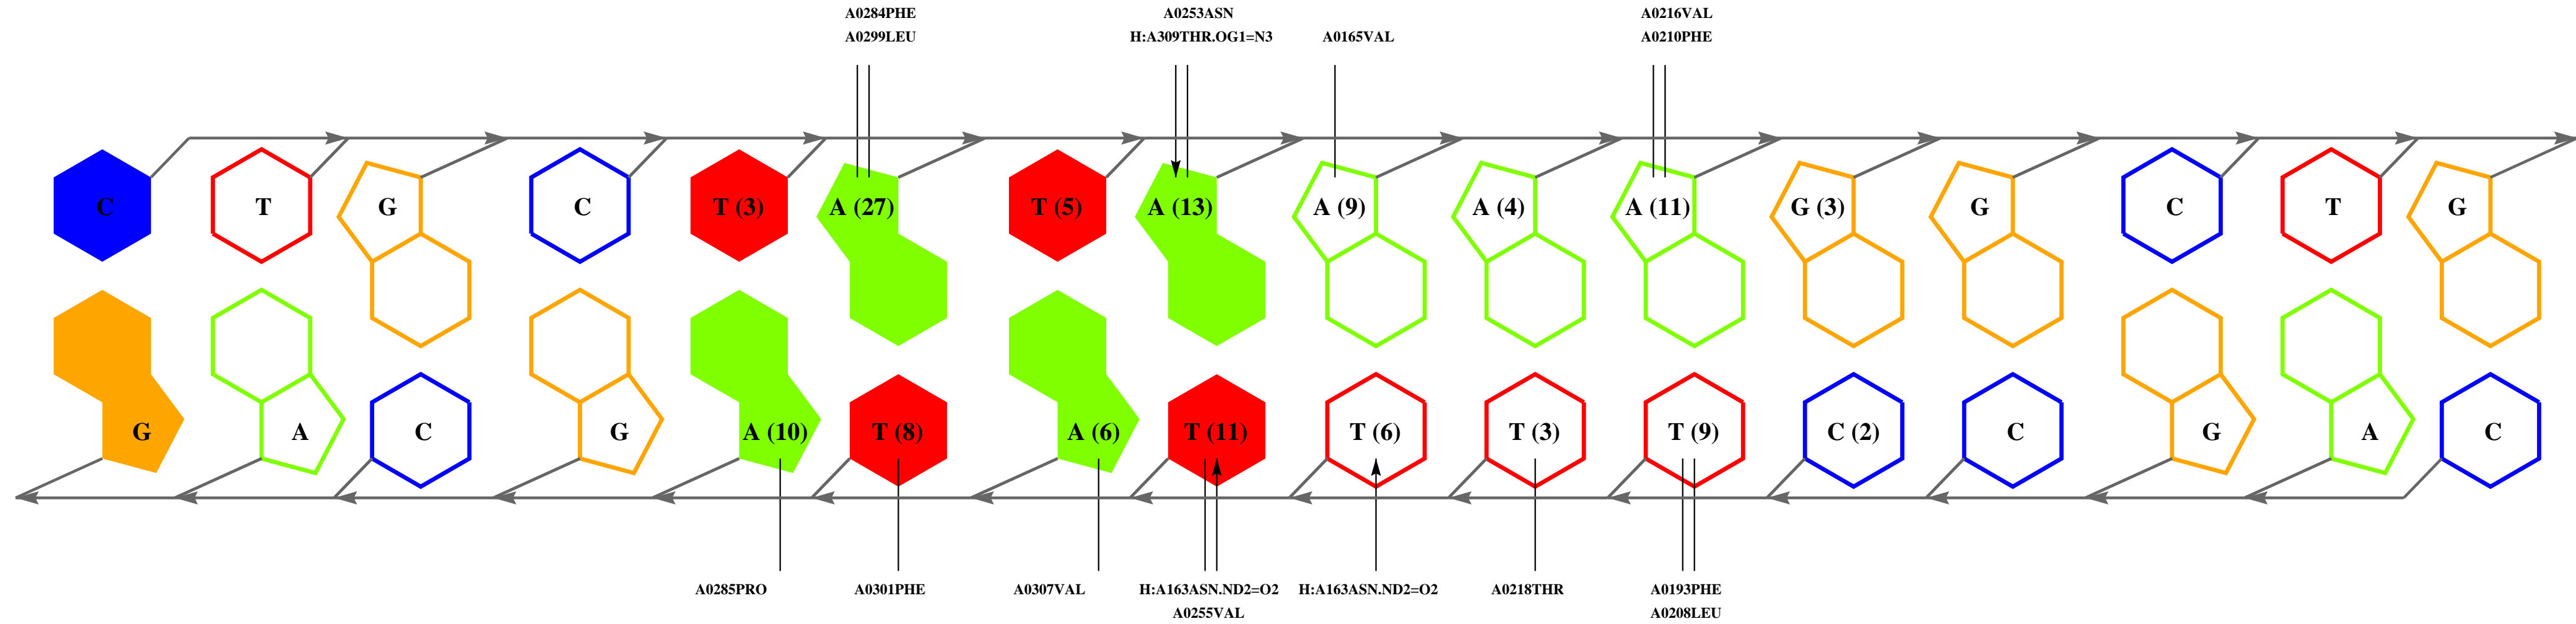 A0284PHE A0253ASN A0216VAL
A0299LEU H:A309THR.OG1=N3 A0165VAL A0210PHE
C T G C T (3) A (27) T (5) A (13) A (9) A (4) A (11) G (3) G C T G
G A C G A (10) T (8) A (6) T (11) T (6) T (3) T (9) C (2) C G A C
A0285PRO A0301PHE A0307VAL H:A163ASN.ND2=O2 H:A163ASN.ND2=O2 A0218THR A0193PHE
A0255VAL A0208LEU